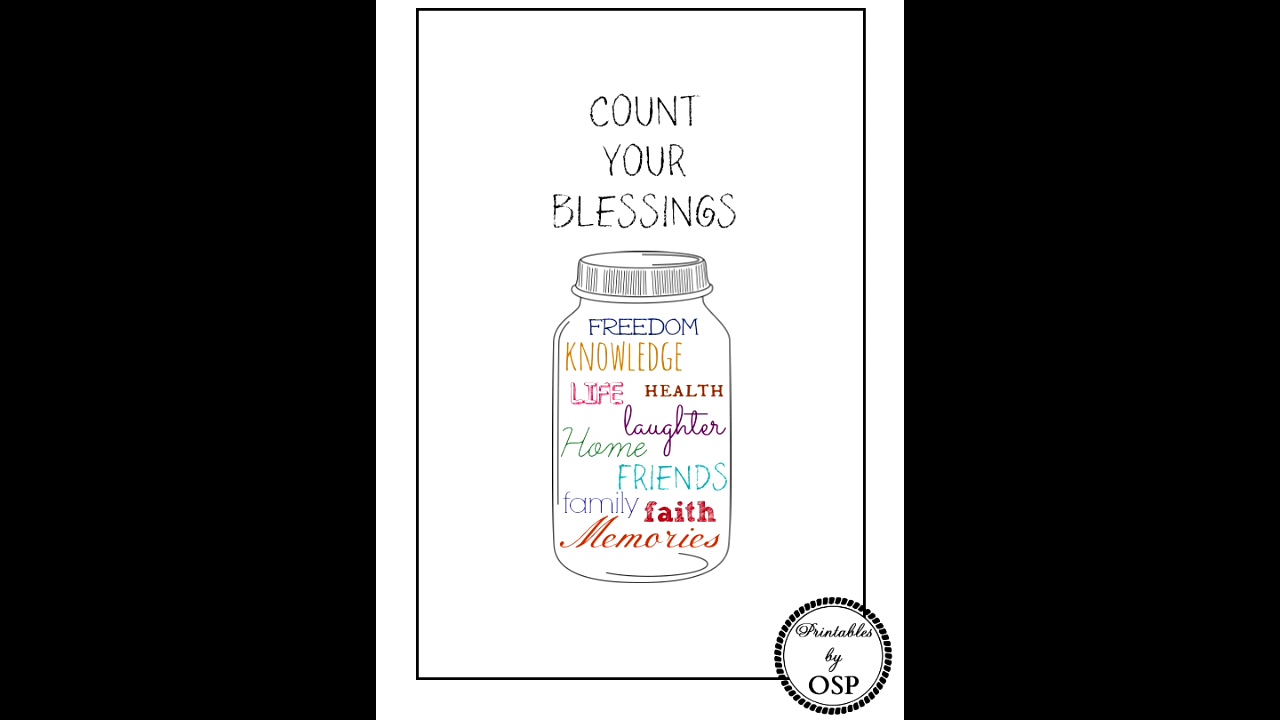 COUNT
YOUR
BLESSINGS
FREEDOM
KNOWLEDGE
LIFE HEALTH
laughter
Home
FRIENDS
family faith
Memories
Printables
by
OSP